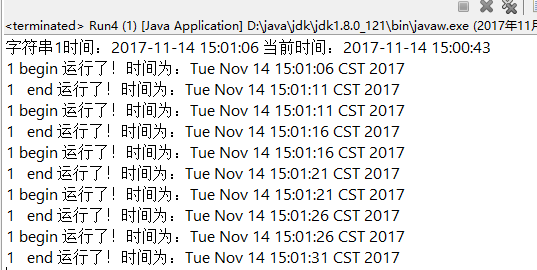 <terminated> Run4 (1) [Java Application] D:\java\jdk\jdk1.8.0_121\bin\javaw.exe (2017年11月
字符串1时间：2017-11-14 15:01:06 当前时间：2017-11-14 15:00:43
1 begin 运行了！时间为：Tue Nov 14 15:01:06 CST 2017
1   end 运行了！时间为：Tue Nov 14 15:01:11 CST 2017
1 begin 运行了！时间为：Tue Nov 14 15:01:11 CST 2017
1   end 运行了！时间为：Tue Nov 14 15:01:16 CST 2017
1 begin 运行了！时间为：Tue Nov 14 15:01:16 CST 2017
1   end 运行了！时间为：Tue Nov 14 15:01:21 CST 2017
1 begin 运行了！时间为：Tue Nov 14 15:01:21 CST 2017
1   end 运行了！时间为：Tue Nov 14 15:01:26 CST 2017
1 begin 运行了！时间为：Tue Nov 14 15:01:26 CST 2017
1   end 运行了！时间为：Tue Nov 14 15:01:31 CST 2017